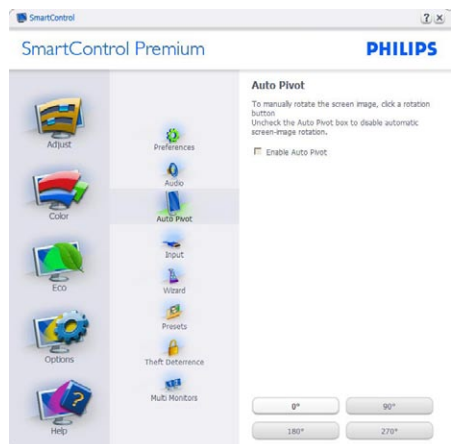 SmartControl
SmartControl Premium
PHILIPS
Adjust
Color
Eco
Options
Help
Preferences
Audio
Auto Pivot
Input
Wizard
Presets
Theft Deterrence
Multi Monitors
Auto Pivot
To manually rotate the screen image, click a rotation
button
Uncheck the Auto Pivot box to disable automatic
screen-image rotation.
Enable Auto Pivot
0°
90°
180°
270°